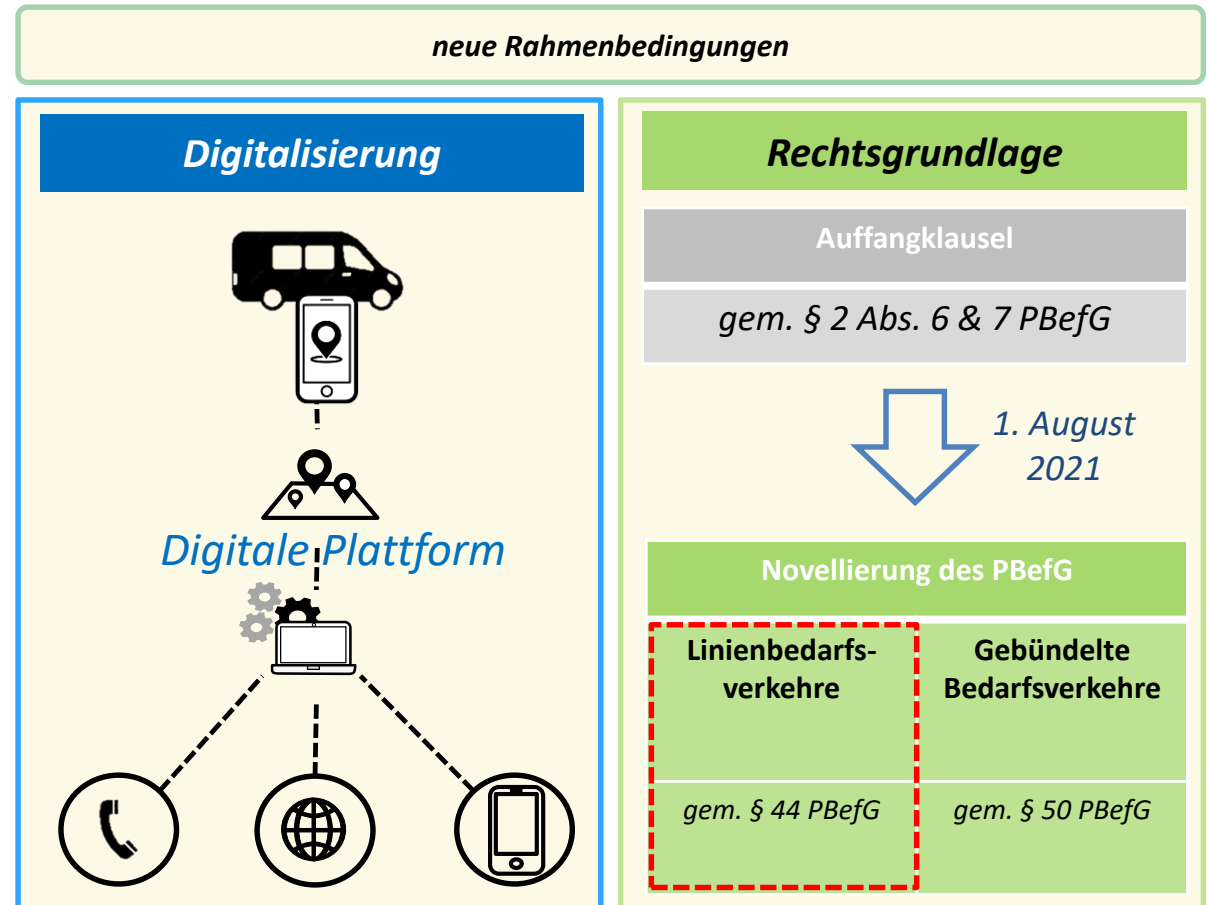 neue Rahmenbedingungen
Digitalisierung
Digitale Plattform
Rechtsgrundlage
Auffangklausel
gem. § 2 Abs. 6 & 7 PBefG
1. August
2021
Novellierung des PBefG
Linienbedarfs-
verkehre
gem. § 44 PBefG
Gebündelte
Bedarfsverkehre
gem. § 50 PBefG